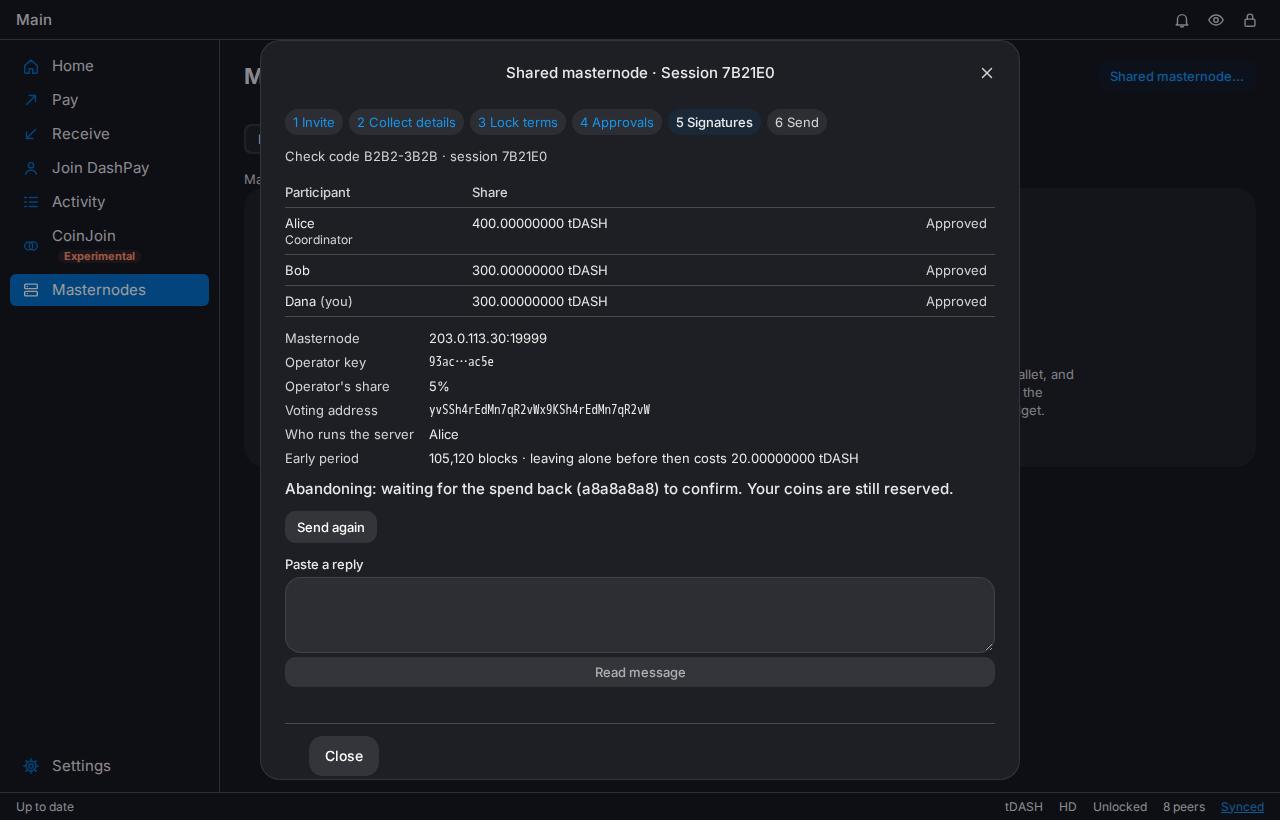 Main
Home
Pay
Receive
Join DashPay
Activity
CoinJoin
Experimental
Masternodes
Settings
Shared masternode...
Shared masternode · Session 7B21E0
1 Invite
2 Collect details
3 Lock terms
4 Approvals
5 Signatures
6 Send
Check code B2B2-3B2B · session 7B21E0
Participant Share
Alice 400.00000000 tDASH Approved
Coordinator
Bob 300.00000000 tDASH Approved
Dana (you) 300.00000000 tDASH Approved
Masternode 203.0.113.30:19999
Operator key 93ac⋯ac5e
Operator's share 5%
Voting address yvSSh4rEdMn7qR2vWx9KSh4rEdMn7qR2vW
Who runs the server Alice
Early period 105,120 blocks · leaving alone before then costs 20.00000000 tDASH
Abandoning: waiting for the spend back (a8a8a8a8) to confirm. Your coins are still reserved.
Send again
Paste a reply
Read message
Close
and
the
Up to date
tDASH HD Unlocked 8 peers Synced